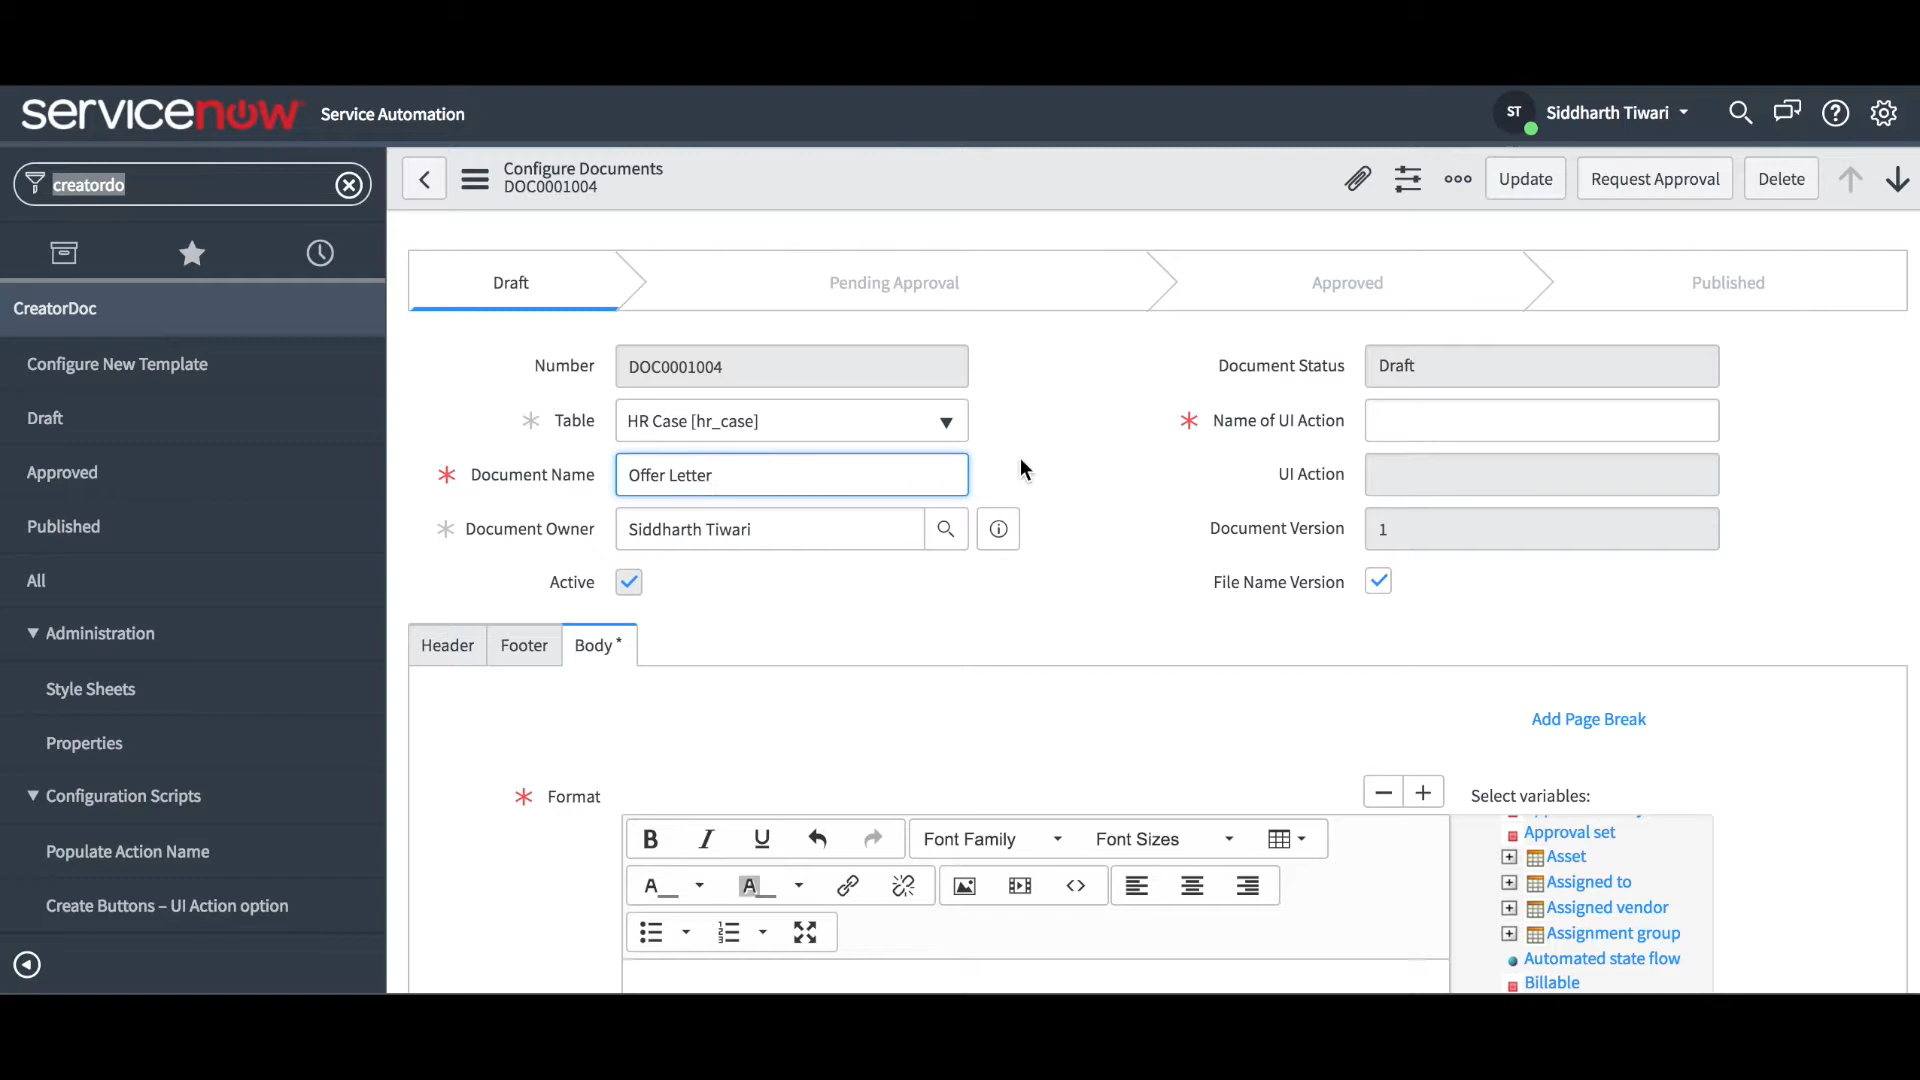 servicenow Service Automation
ST Siddharth Tiwari
creatordo
Configure Documents
DOC0001004
Update
Request Approval
Delete
CreatorDoc
Configure New Template
Draft
Approved
Published
All
Administration
Style Sheets
Properties
Configuration Scripts
Populate Action Name
Create Buttons – UI Action option
Draft
Pending Approval
Approved
Published
Number DOC0001004
Table HR Case [hr_case]
Document Name Offer Letter
Document Owner Siddharth Tiwari
Active
Document Status Draft
Name of UI Action
UI Action
Document Version 1
File Name Version
Header
Footer
Body *
Add Page Break
Format
Select variables:
Font Family
Font Sizes
Approval set
Asset
Assigned to
Assigned vendor
Assignment group
Automated state flow
Billable